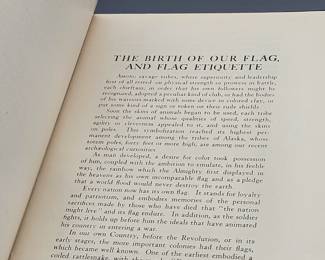 THE BIRTH OF OUR FLAG,
AND FLAG ETIQUETTE
Among savage tribes, where superiority and leadership
first of all rested on physical strength or prowess in battle,
each chieftain, in order that his own followers might be
recognized, adopted a peculiar kind of club, or had the bodies
of his warriors marked with some device in colored clay, or
put some kind of a sign or token on their rude shields.
Soon the skins of animals began to be used, each tribe
selecting the animal whose qualities of speed, strength,
agility or cleverness appealed to it, and using the skins
on poles. This symbolization reached its highest per-
manent development among the tribes of Alaska, whose
totem poles, forty feet or more high, are among our recent
archaeological curiosities.
As man developed, a desire for color took possession
of him, coupled with the ambition to emulate, in his feeble
way, the rainbow which the Almighty first displayed in
the heavens as his own incomparable flag and as a pledge
that a world flood would never destroy the earth.
Every nation now has its own flag. It stands for loyalty
and patriotism, and embodies memories of the personal
sacrifices made by those who have died that "the nation
might live" and its flag endure. In addition, as the soldier
fights, it holds up before him the ideals that have animated
his country in entering a war.
In our own Country, before the Revolution, or in its
early stages, the more important colonies had their flags,
which became well known. One of the earliest embodied a
coiled rattlesnake, with this